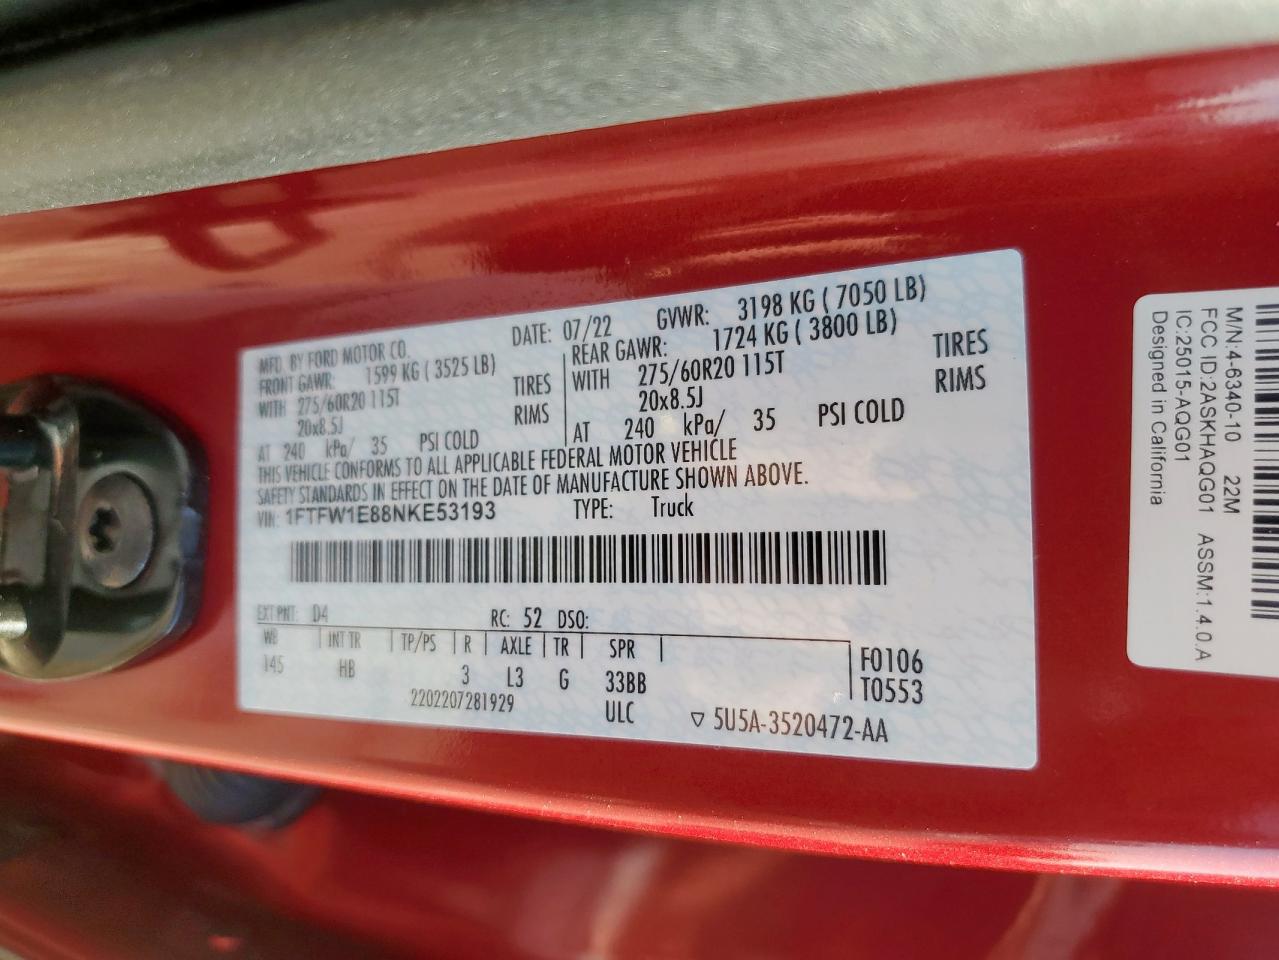 MFD. BY FORD MOTOR CO.
DATE: 07/22 GVWR: 3198 KG ( 7050 LB)
FRONT GAWR: 1599 KG ( 3525 LB) REAR GAWR: 1724 KG ( 3800 LB)
WITH 275/60R20 115T TIRES WITH 275/60R20 115T TIRES
20x8.5J RIMS 20x8.5J RIMS
AT 240 kPa/ 35 PSI COLD AT 240 kPa/ 35 PSI COLD
THIS VEHICLE CONFORMS TO ALL APPLICABLE FEDERAL MOTOR VEHICLE
SAFETY STANDARDS IN EFFECT ON THE DATE OF MANUFACTURE SHOWN ABOVE.
VIN: 1FTFW1E88NKE53193 TYPE: Truck
EXT PNT: D4 RC: 52 DSO:
WB INT TR TP/PS R AXLE TR SPR
145 HB 3 L3 G 33BB
F0106
T0553
2202207281929 ULC ▽ 5U5A-3520472-AA
M/N:4-6340-10 22M
FCC ID:2ASKHAQGG01 ASSM:1.4.0.A
IC:25015-AQG01
Designed in California